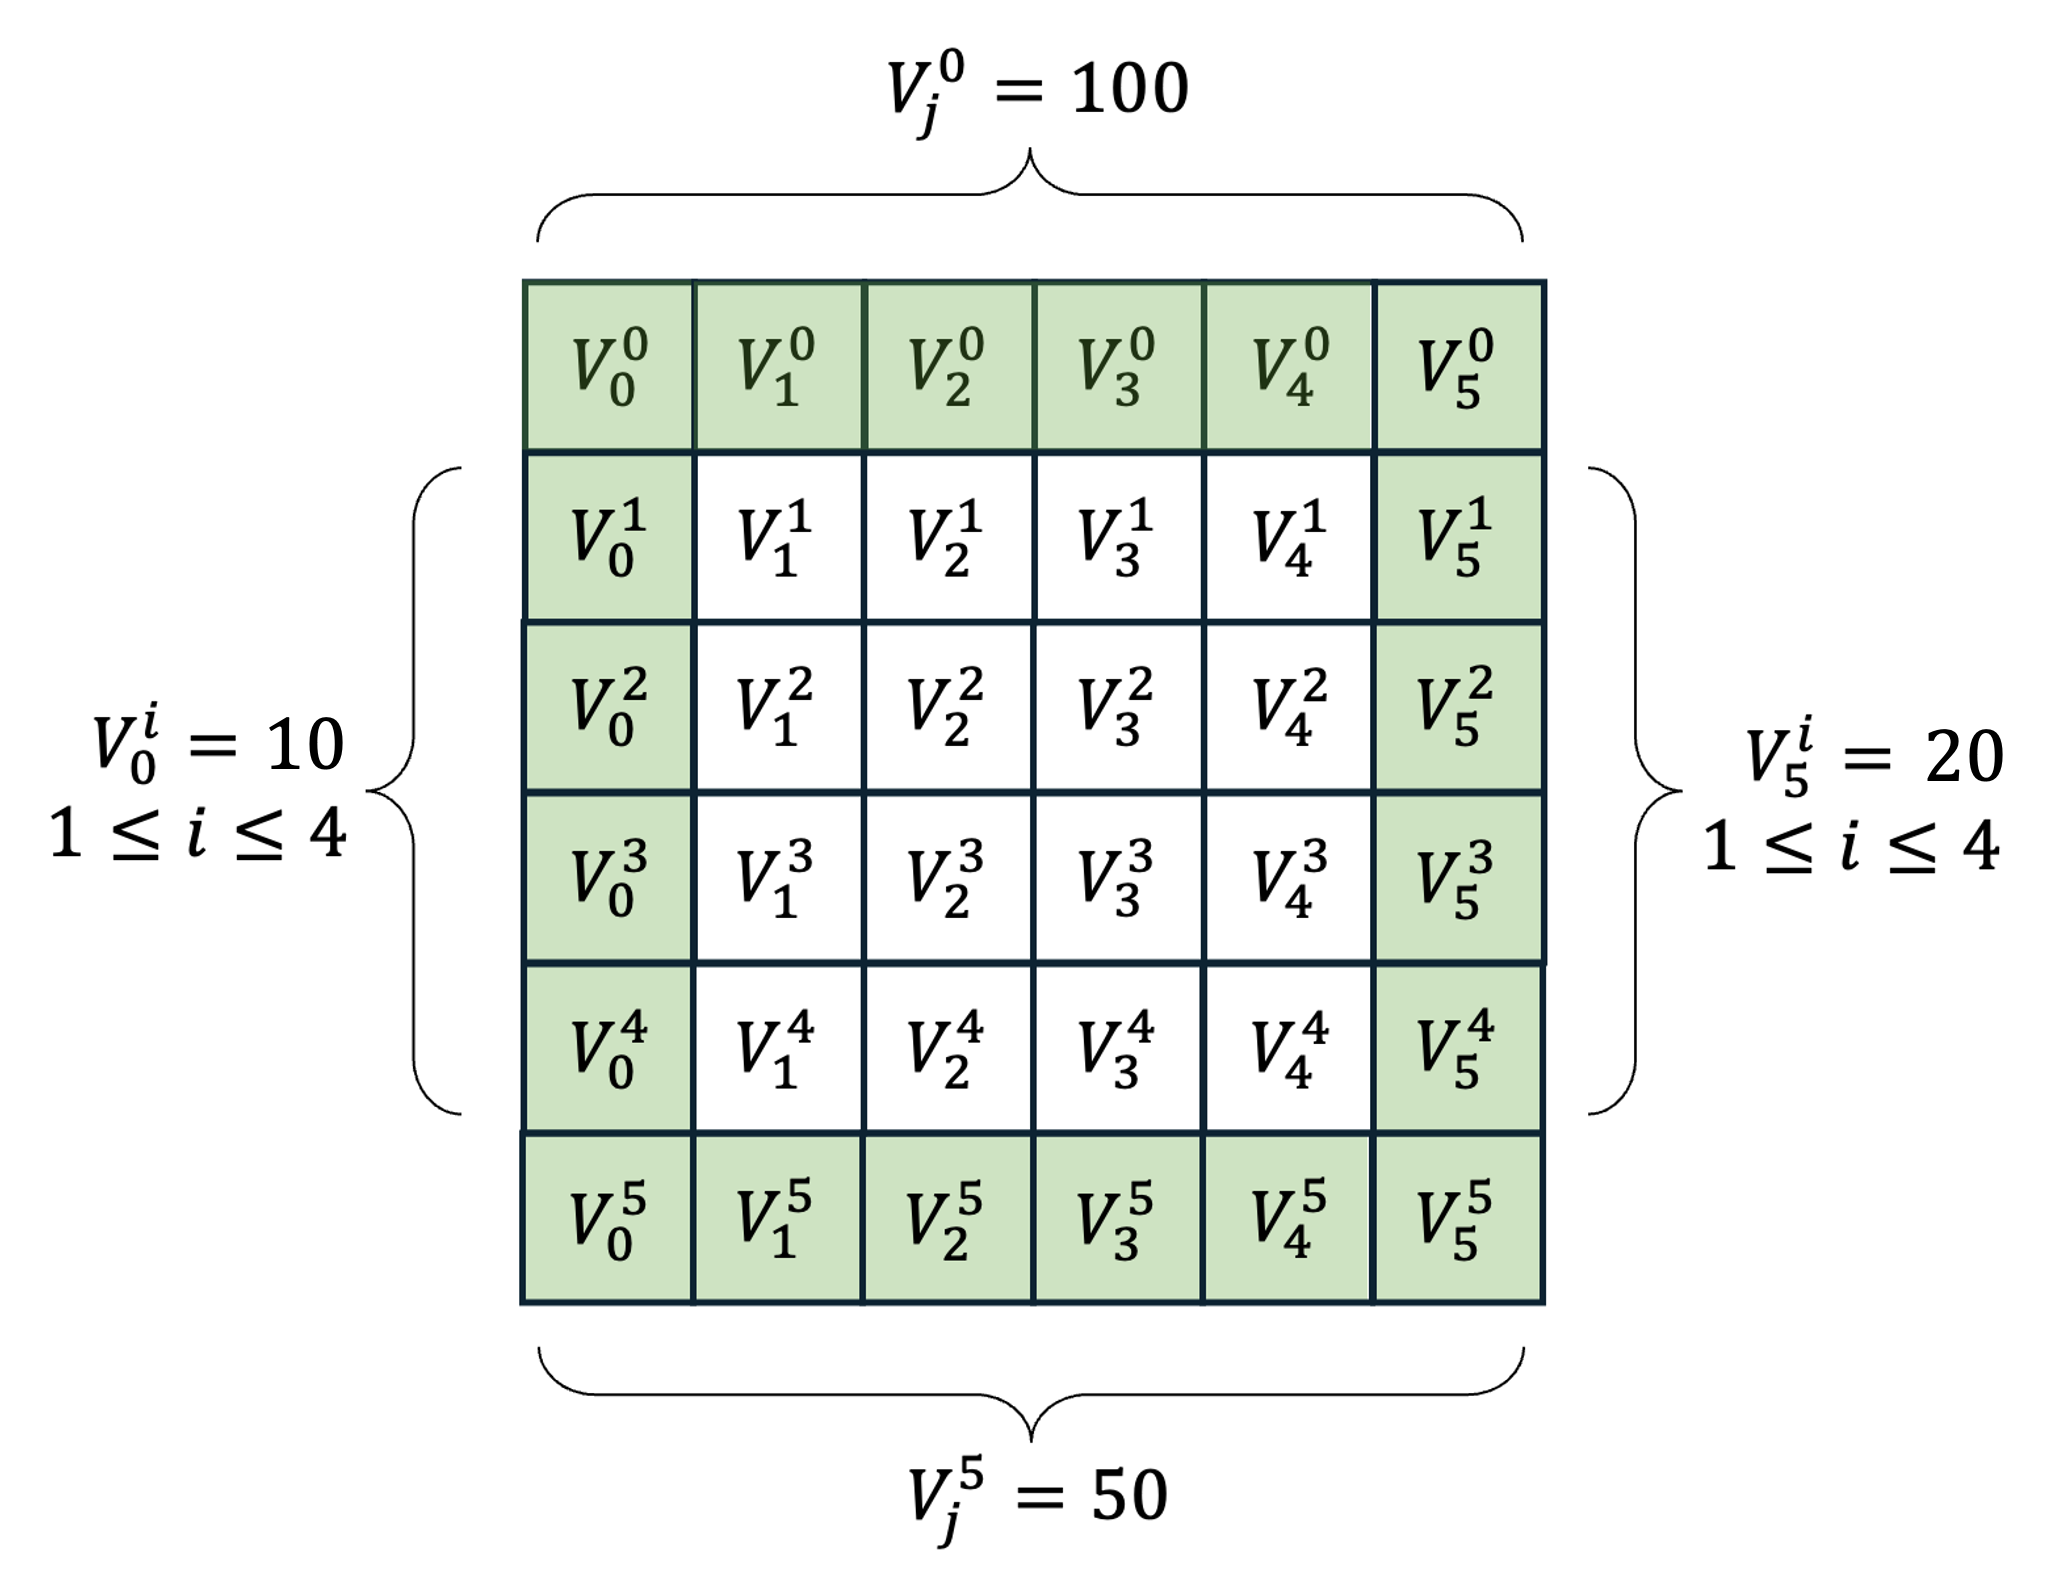 V_j^0 = 100
V_0^0 V_1^0 V_2^0 V_3^0 V_4^0 V_5^0
V_0^1 V_1^1 V_2^1 V_3^1 V_4^1 V_5^1
V_0^2 V_1^2 V_2^2 V_3^2 V_4^2 V_5^2
V_0^i = 10
1 ≤ i ≤ 4
V_5^i = 20
1 ≤ i ≤ 4
V_0^3 V_1^3 V_2^3 V_3^3 V_4^3 V_5^3
V_0^4 V_1^4 V_2^4 V_3^4 V_4^4 V_5^4
V_0^5 V_1^5 V_2^5 V_3^5 V_4^5 V_5^5
V_j^5 = 50